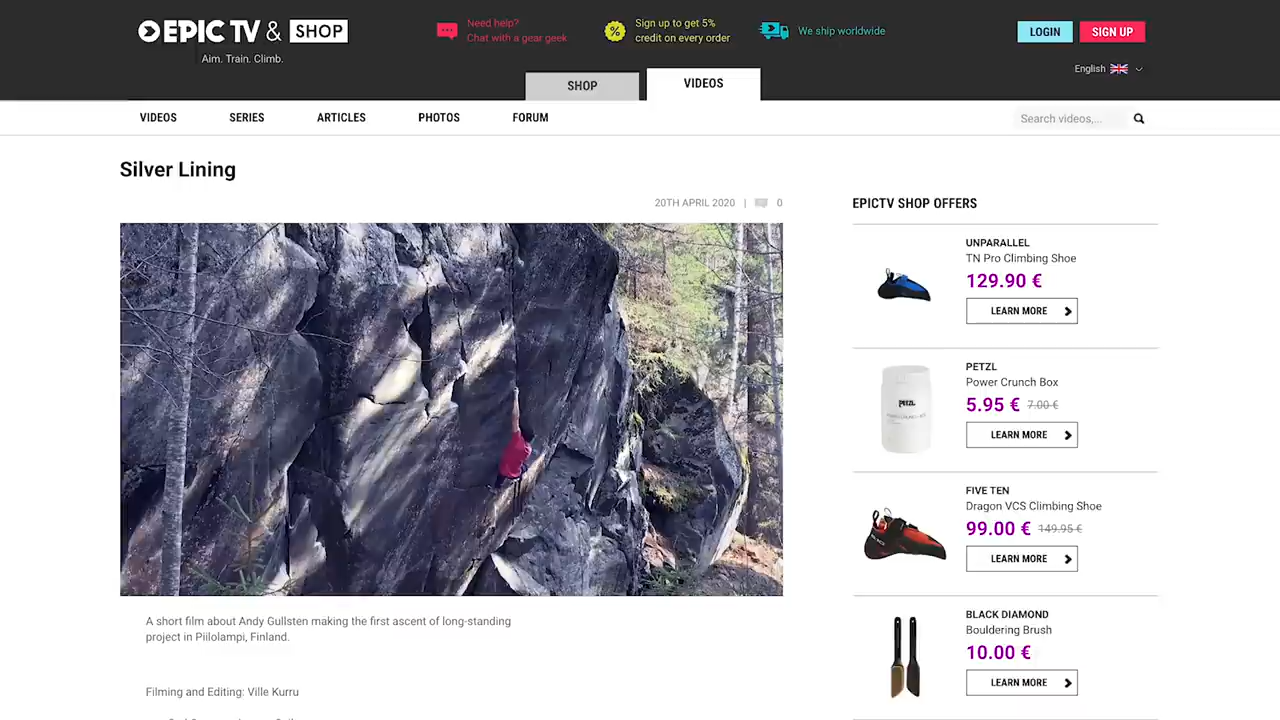 EPIC TV & SHOP
Aim. Train. Climb.
Need help?
Chat with a gear geek
%
Sign up to get 5%
credit on every order
We ship worldwide
LOGIN
SIGN UP
English
SHOP
VIDEOS
VIDEOS
SERIES
ARTICLES
PHOTOS
FORUM
Search videos,...
Silver Lining
20TH APRIL 2020 | 0
A short film about Andy Gullsten making the first ascent of long-standing
project in Piilolampi, Finland.
Filming and Editing: Ville Kurru
EPICTV SHOP OFFERS
UNPARALLEL
TN Pro Climbing Shoe
129.90 €
LEARN MORE
PETZL
PETZL
Power Crunch Box
5.95 € 7.00 €
LEARN MORE
FIVE TEN
Dragon VCS Climbing Shoe
99.00 € 149.95 €
LEARN MORE
BLACK DIAMOND
Bouldering Brush
10.00 €
LEARN MORE